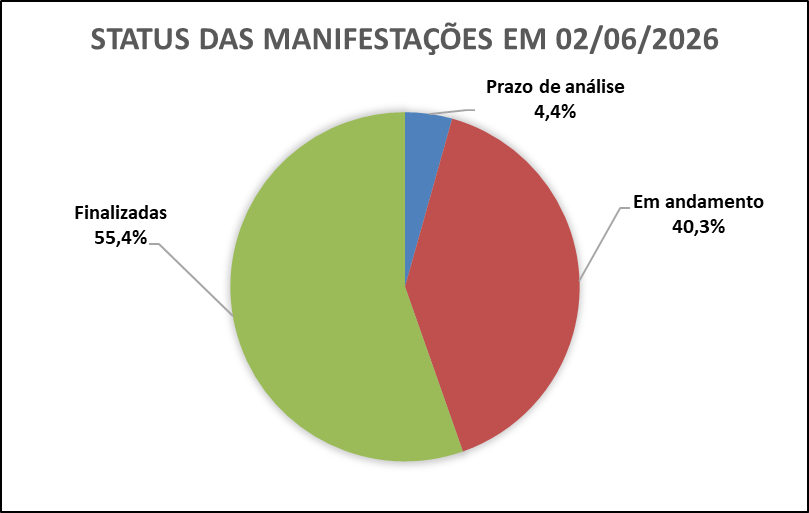 STATUS DAS MANIFESTAÇÕES EM 02/06/2026
Prazo de análise
4,4%
Em andamento
40,3%
Finalizadas
55,4%